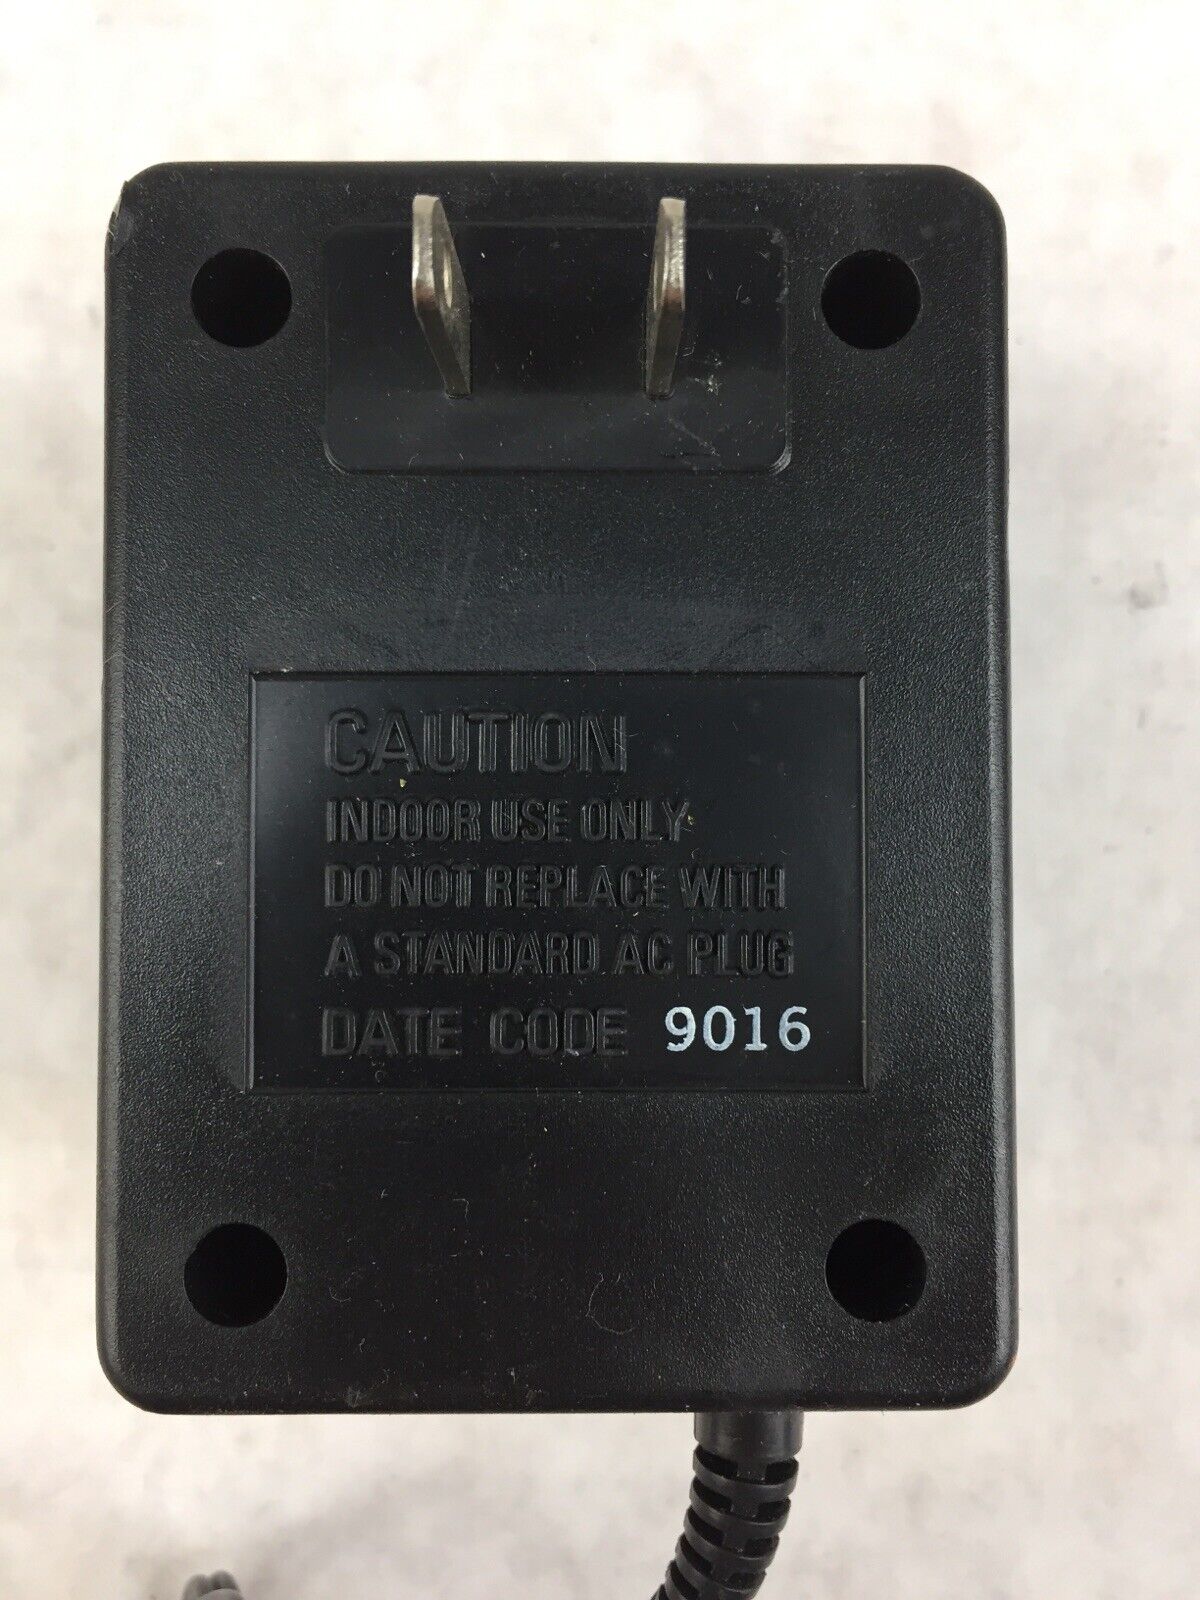 CAUTION
INDOOR USE ONLY
DO NOT REPLACE WITH
A STANDARD AC PLUG
DATE CODE 9016